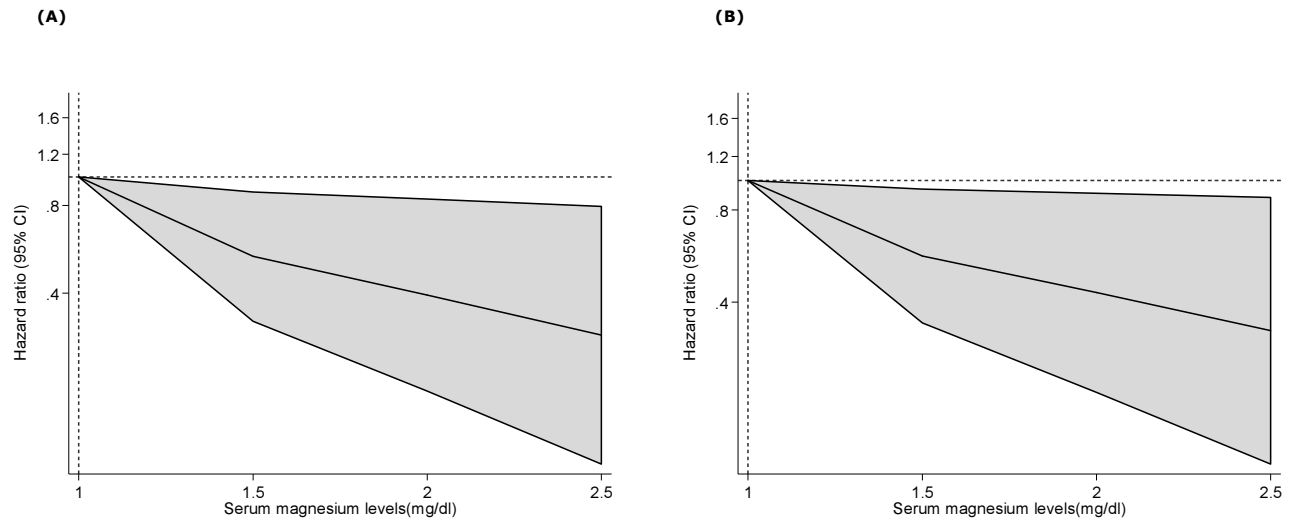 (A)
1.6
1.2
.8
.4
Hazard ratio (95% CI)
1
1.5
2
2.5
Serum magnesium levels(mg/dl)
(B)
1.6
1.2
.8
.4
Hazard ratio (95% CI)
1
1.5
2
2.5
Serum magnesium levels(mg/dl)